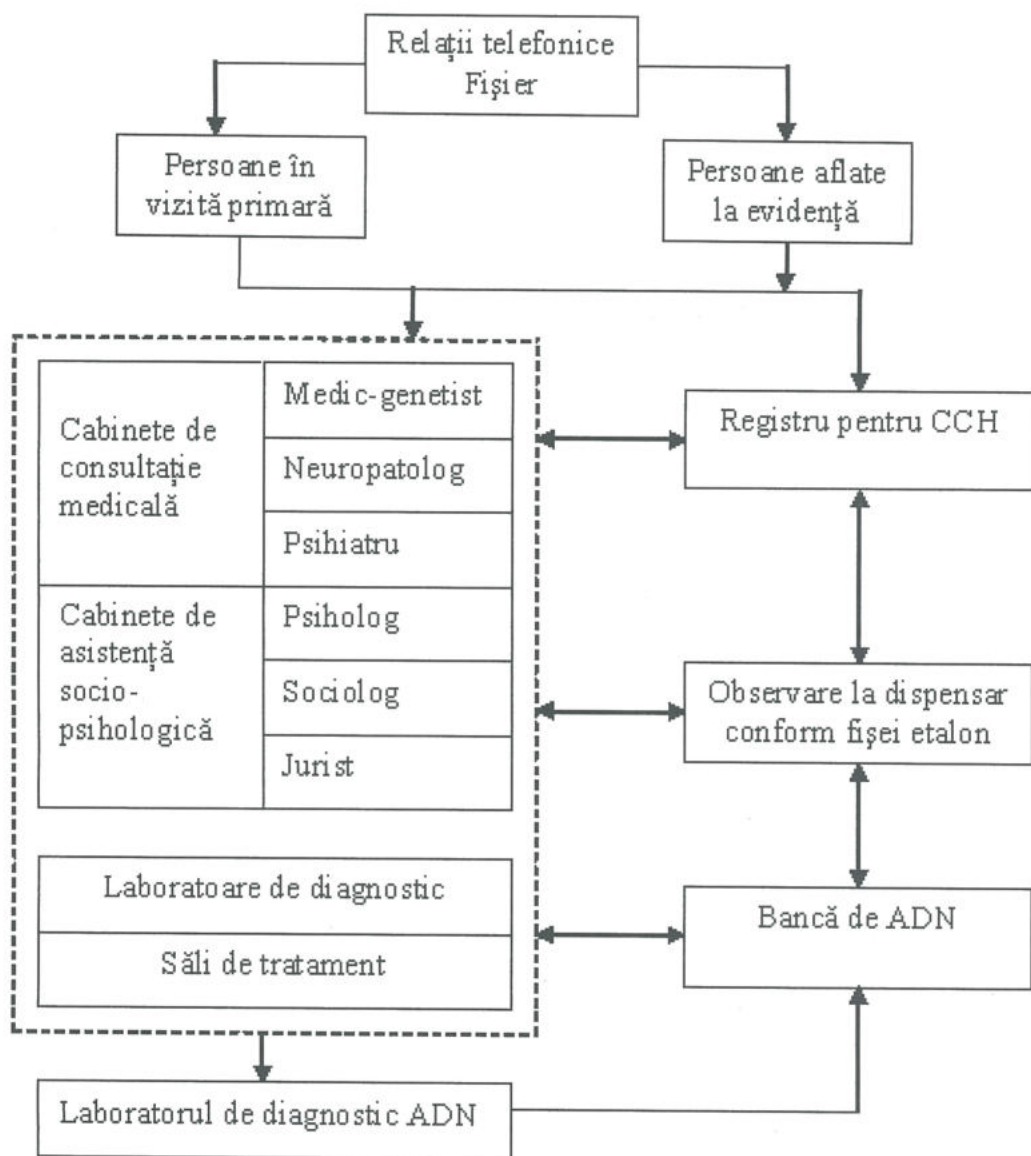 Relații telefonice
Fişier
Persoane în
vizită primară
Persoane aflate
la evidență
Cabinete de
consultație
medicală
Medic-genetist
Neuropatolog
Psihiatru
Cabinete de
asistență
socio-
psihologică
Psiholog
Sociolog
Jurist
Laboratoare de diagnostic
Săli de tratament
Laboratorul de diagnostic ADN
Registru pentru CCH
Observare la dispensar
conform fişei etalon
Bancă de ADN